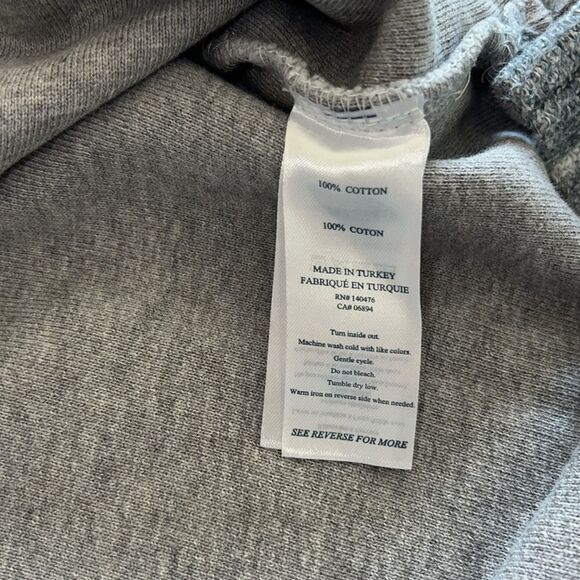 100% COTTON
100% COTON
MADE IN TURKEY
FABRIQUÉ EN TURQUIE
RN# 140476
CA# 06894
Turn inside out.
Machine wash cold with like colors.
Gentle cycle.
Do not bleach.
Tumble dry low.
Warm iron on reverse side when needed.
SEE REVERSE FOR MORE